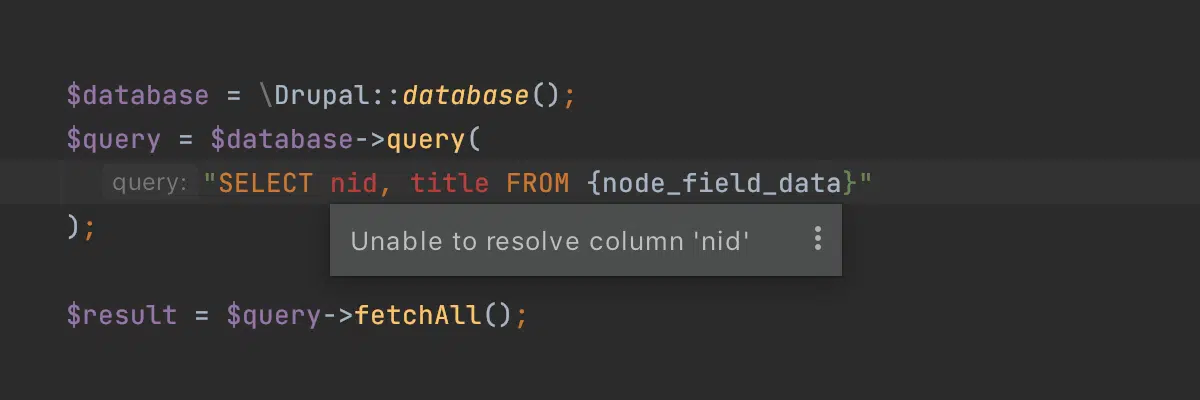 $database = \Drupal::database();
$query = $database->query(
query: "SELECT nid, title FROM {node_field_data}"
);
Unable to resolve column 'nid'
$result = $query->fetchAll();